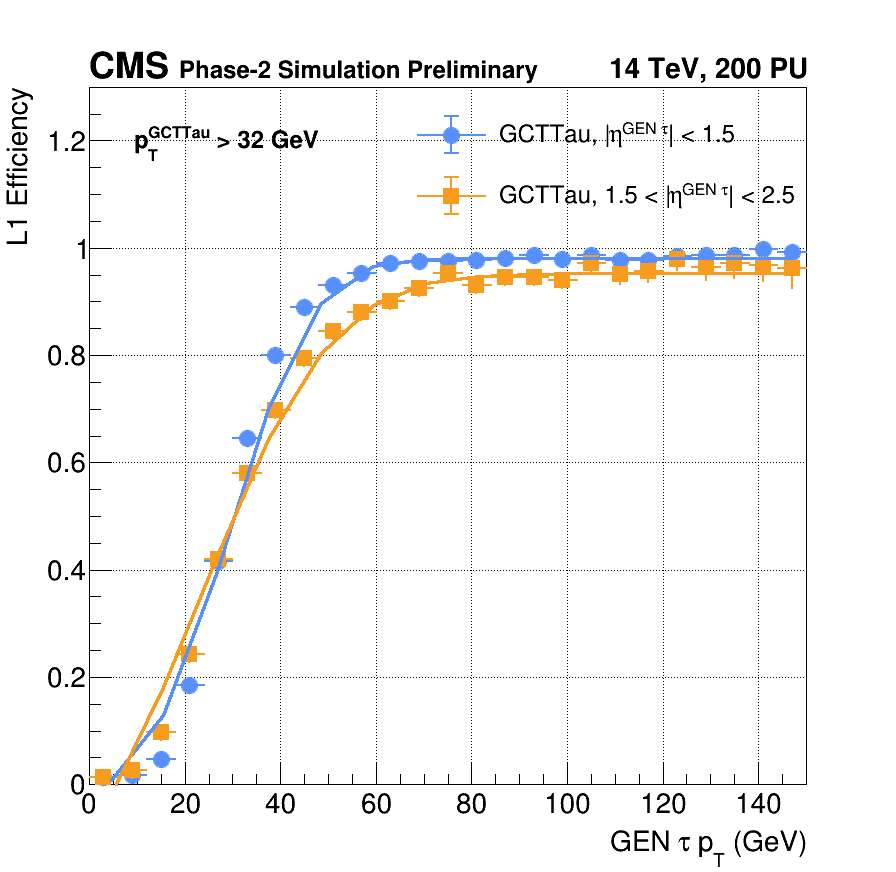 CMS Phase-2 Simulation Preliminary 14 TeV, 200 PU
L1 Efficiency
p_T^GCTTau > 32 GeV
GCTTau, |η^GEN τ| < 1.5
GCTTau, 1.5 < |η^GEN τ| < 2.5
1.2
1
0.8
0.6
0.4
0.2
0
0 20 40 60 80 100 120 140
GEN τ p_T (GeV)